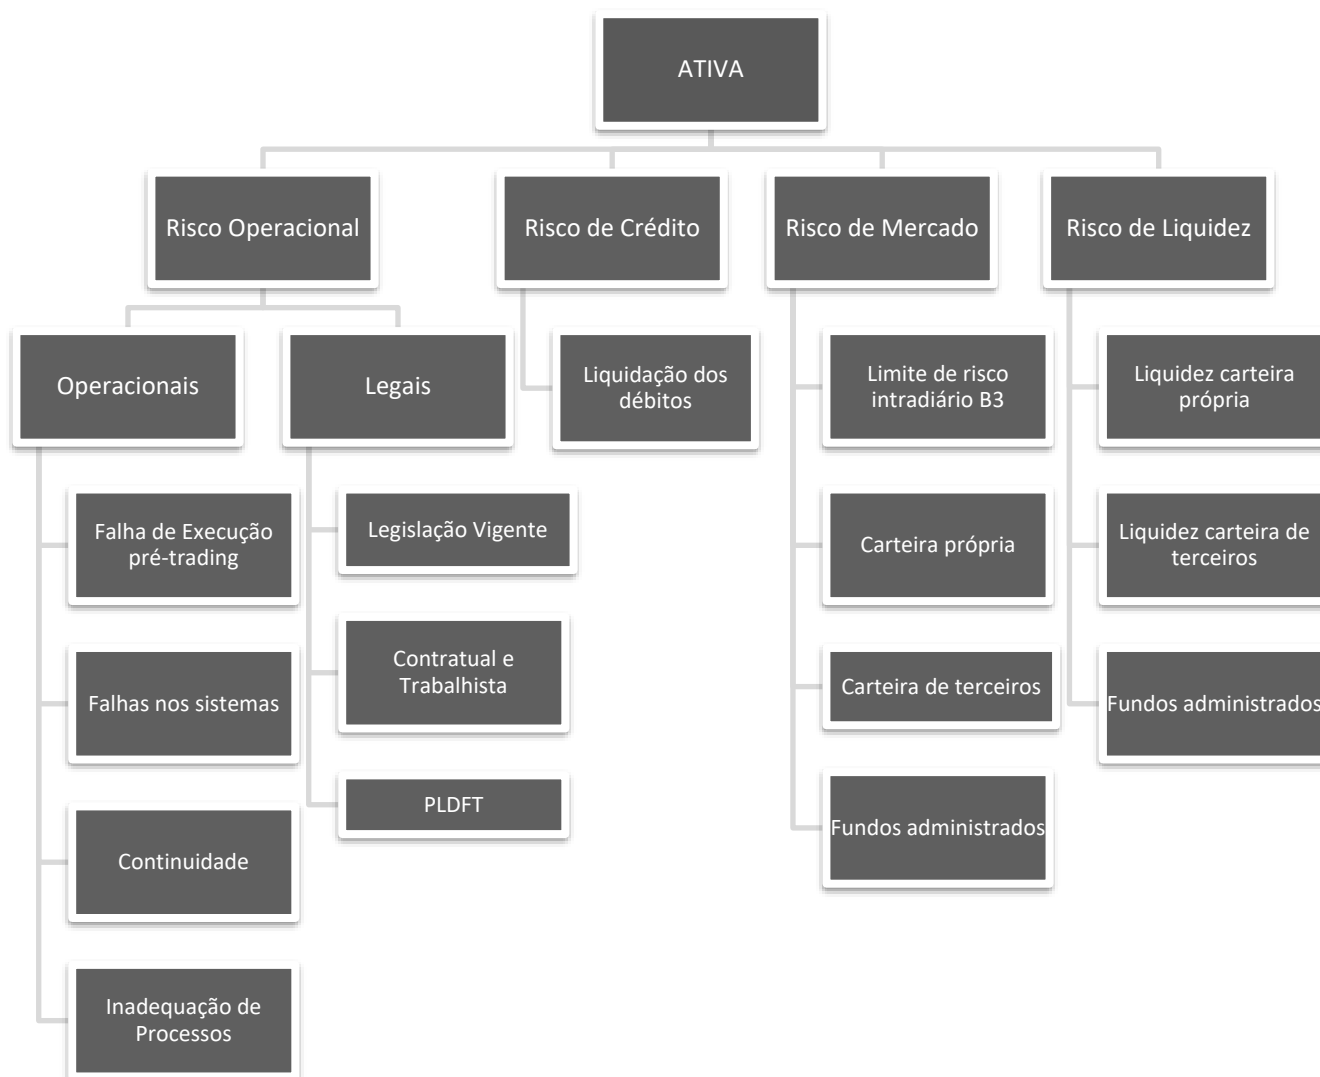 ATIVA
Risco Operacional
Risco de Crédito
Risco de Mercado
Risco de Liquidez
Operacionais
Legais
Liquidação dos
débitos
Limite de risco
intradiário B3
Liquidez carteira
própria
Falha de Execução
pré-trading
Legislação Vigente
Carteira própria
Liquidez carteira de
terceiros
Falhas nos sistemas
Contratual e
Trabalhista
Carteira de terceiros
Fundos administrados
Continuidade
PLDFT
Fundos administrados
Inadequação de
Processos